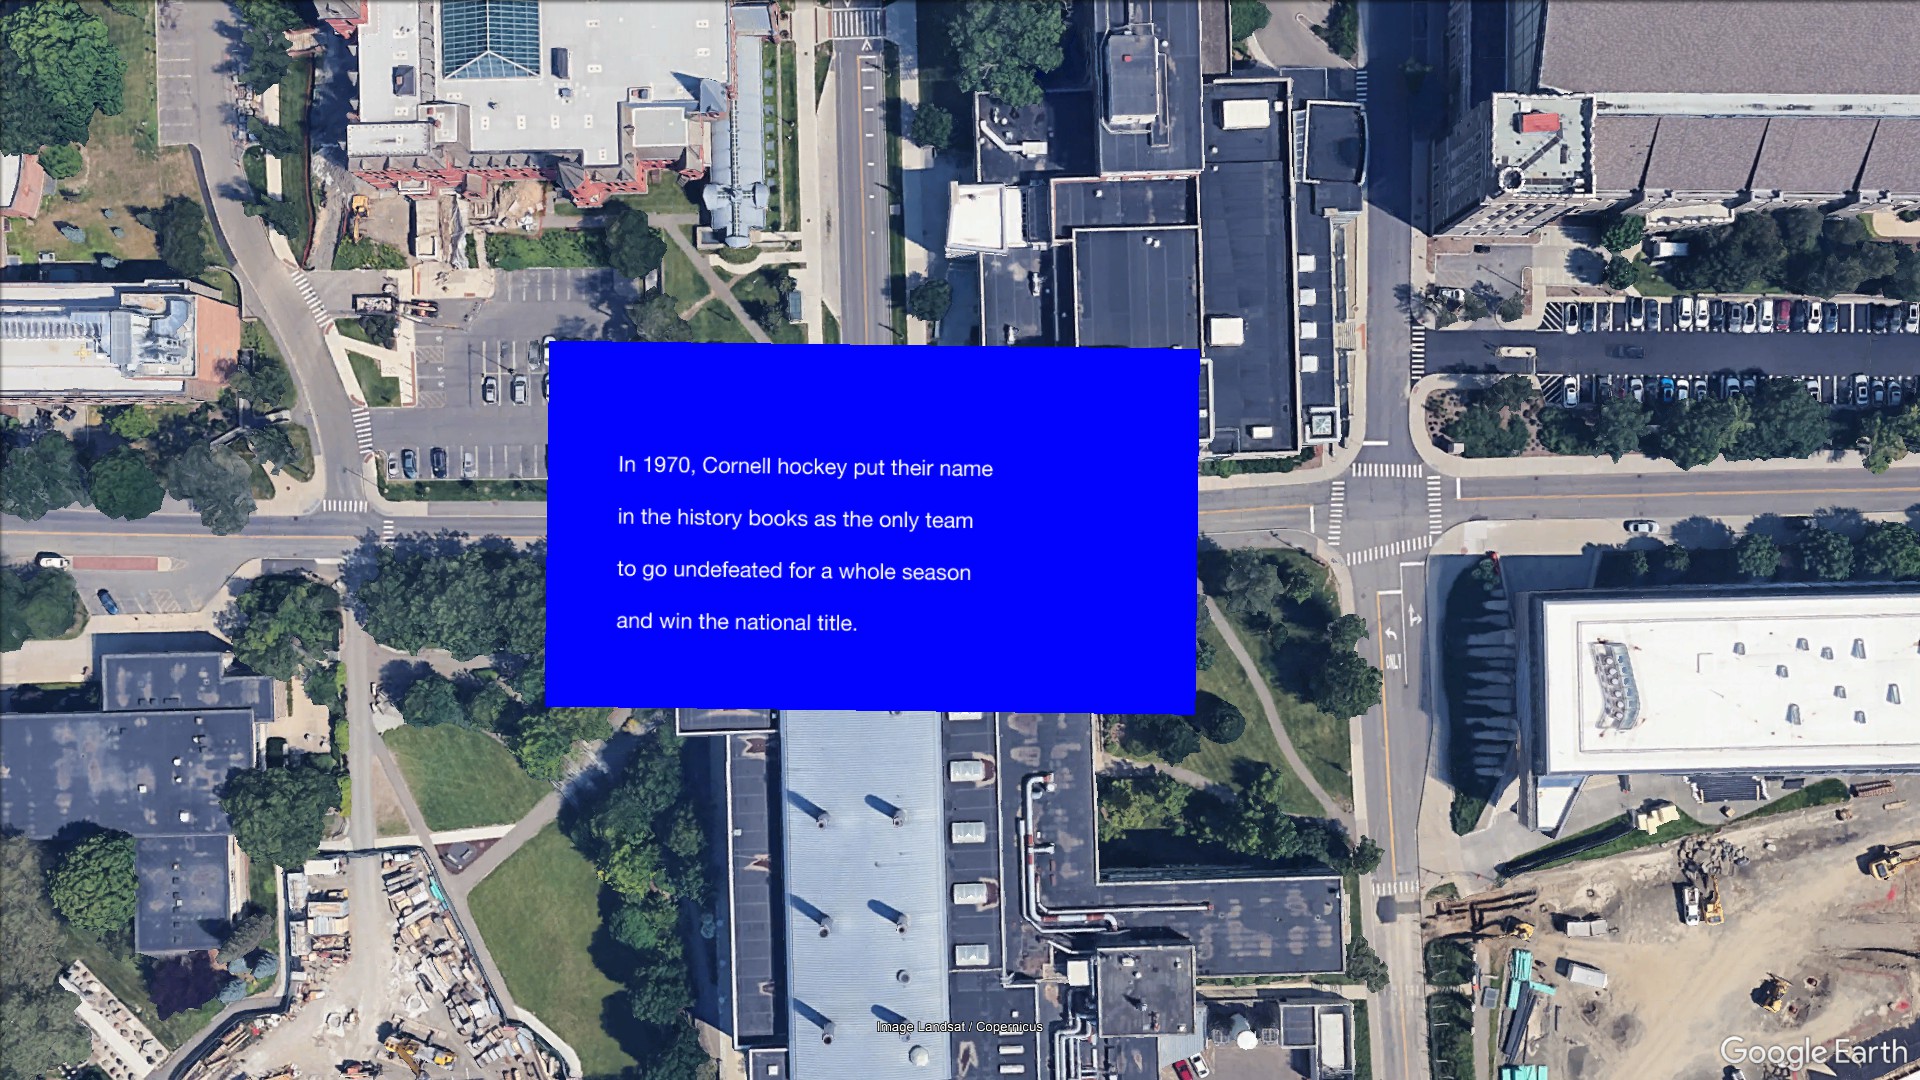 In 1970, Cornell hockey put their name
in the history books as the only team
to go undefeated for a whole season
and win the national title.
ONLY
Image Landsat / Copernicus
Google Earth